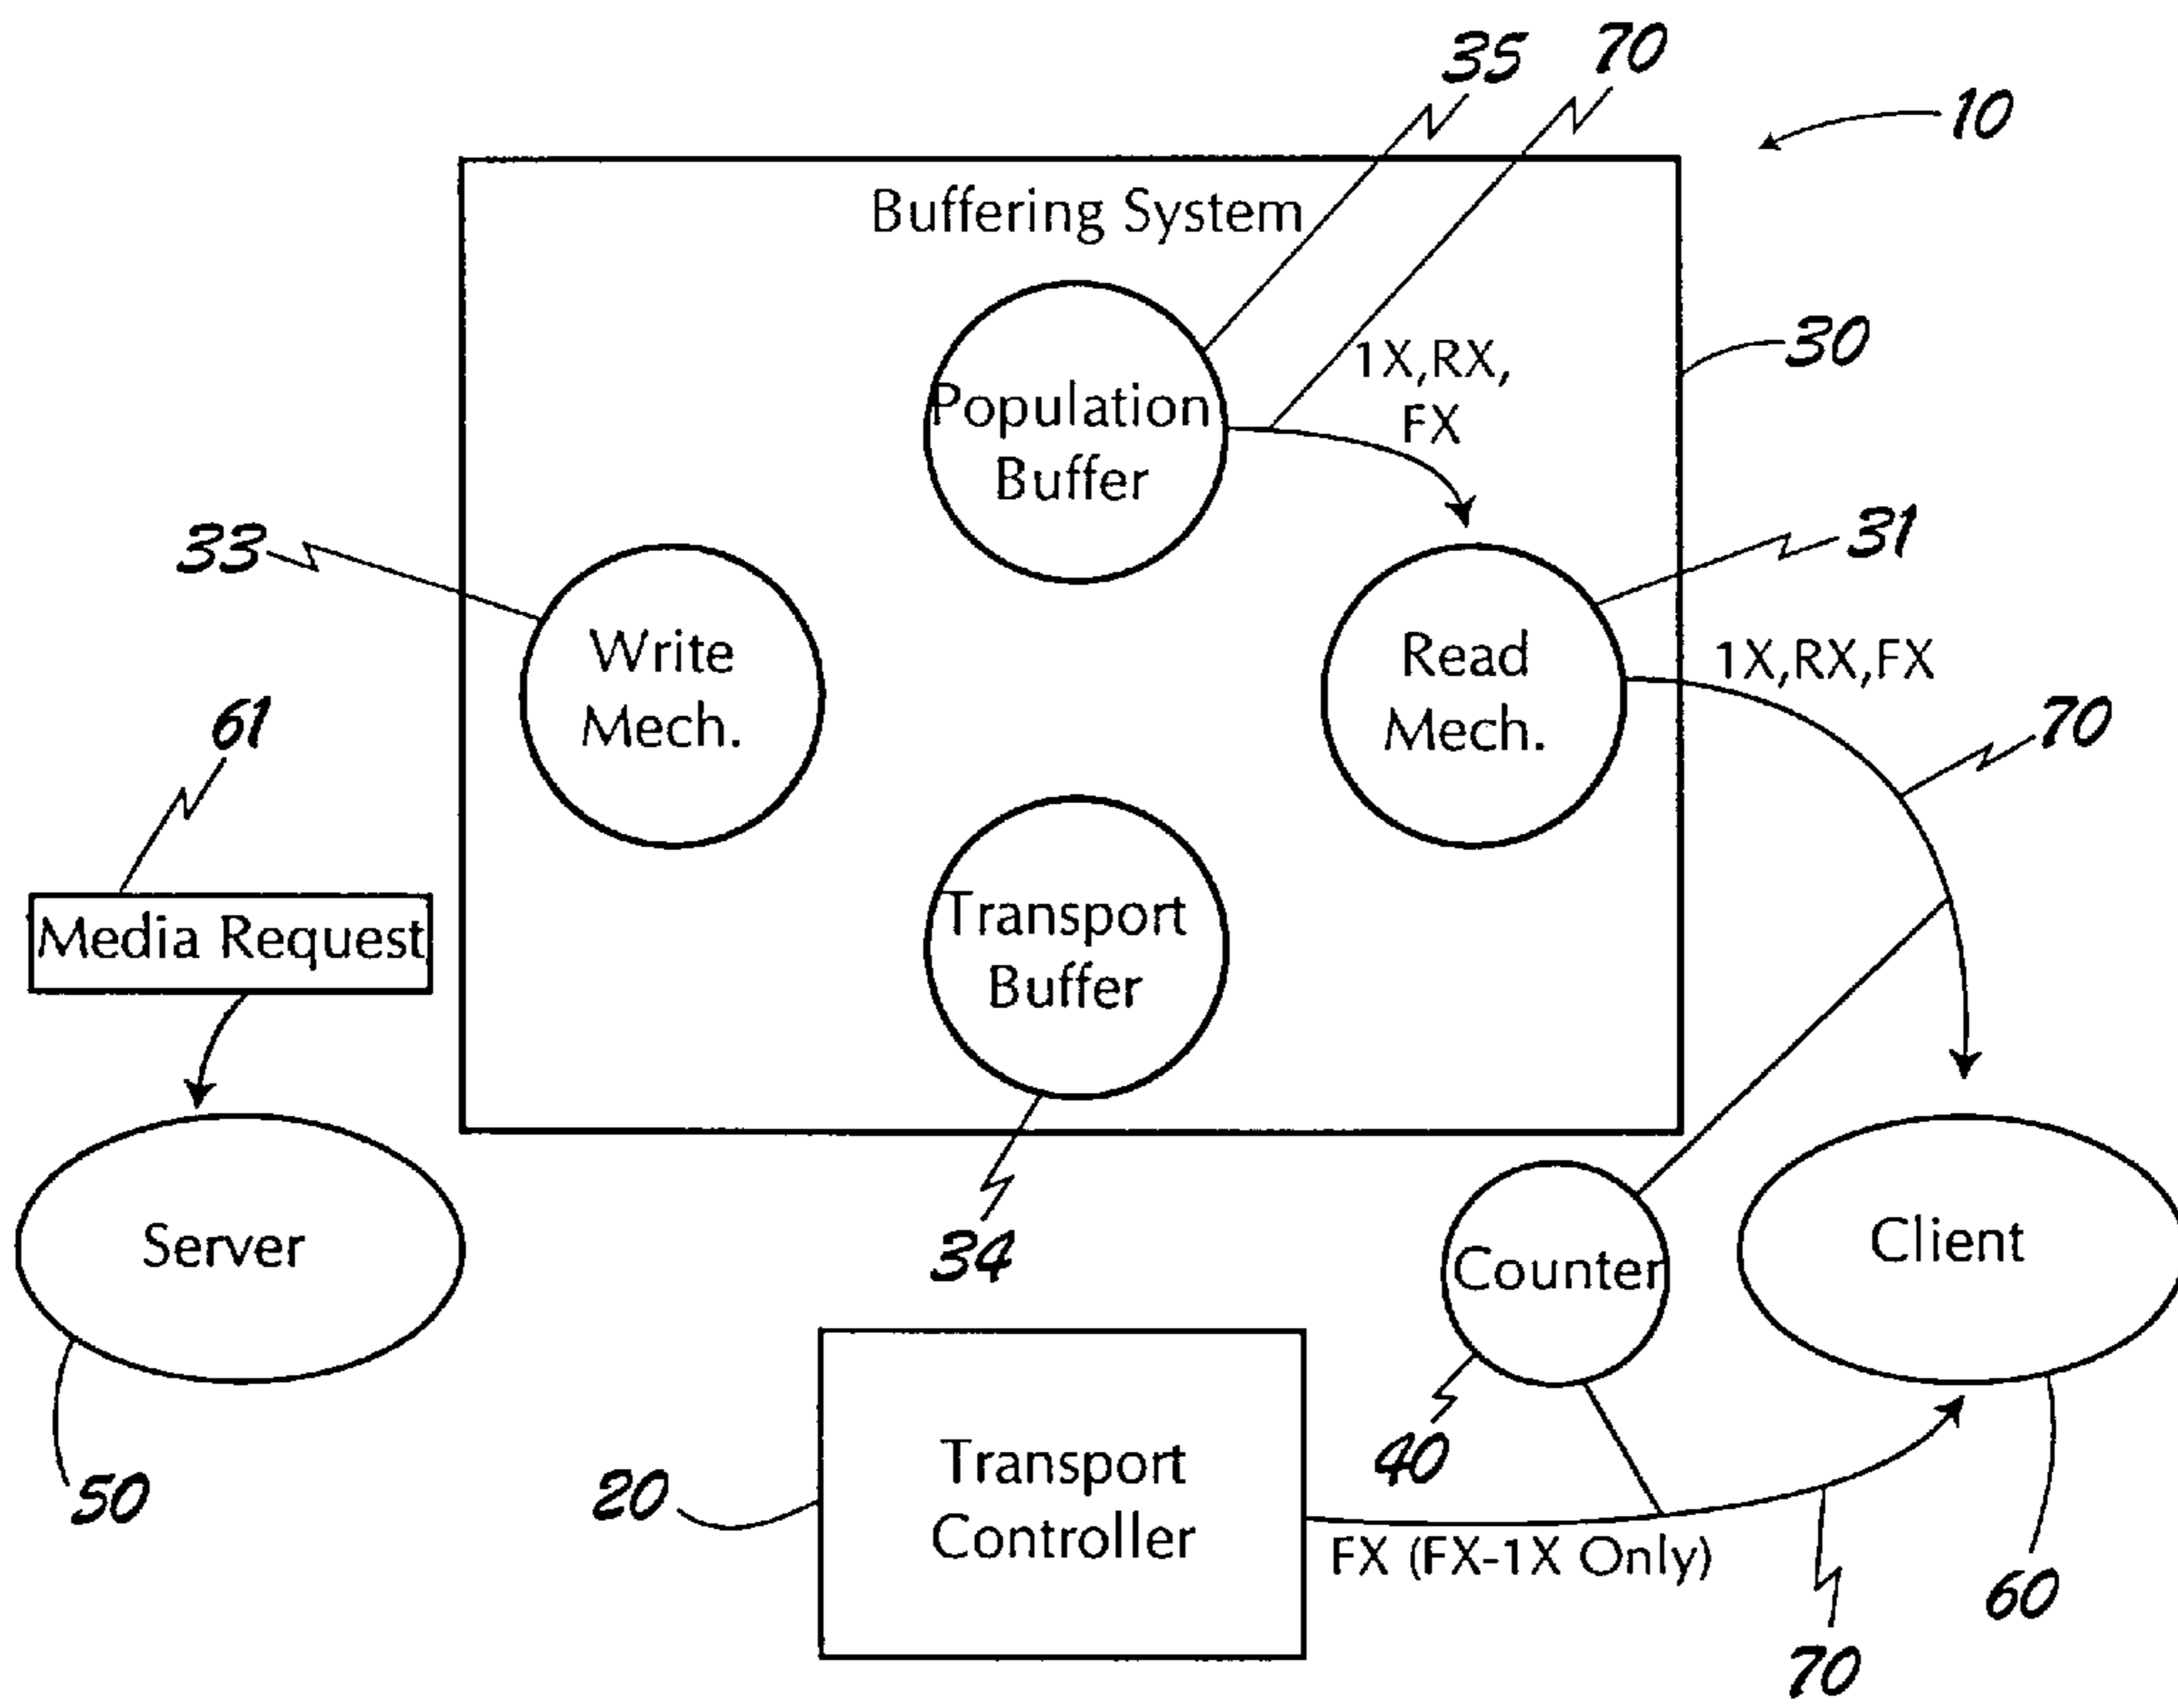 35
70
10
Buffering System
30
1X,RX,
FX
Population
Buffer
33
31
Write
Mech.
Read
Mech.
1X,RX,FX
61
70
Media Request
Transport
Buffer
Server
34
Counter
Client
40
50
20
Transport
Controller
FX (FX-1X Only)
60
70